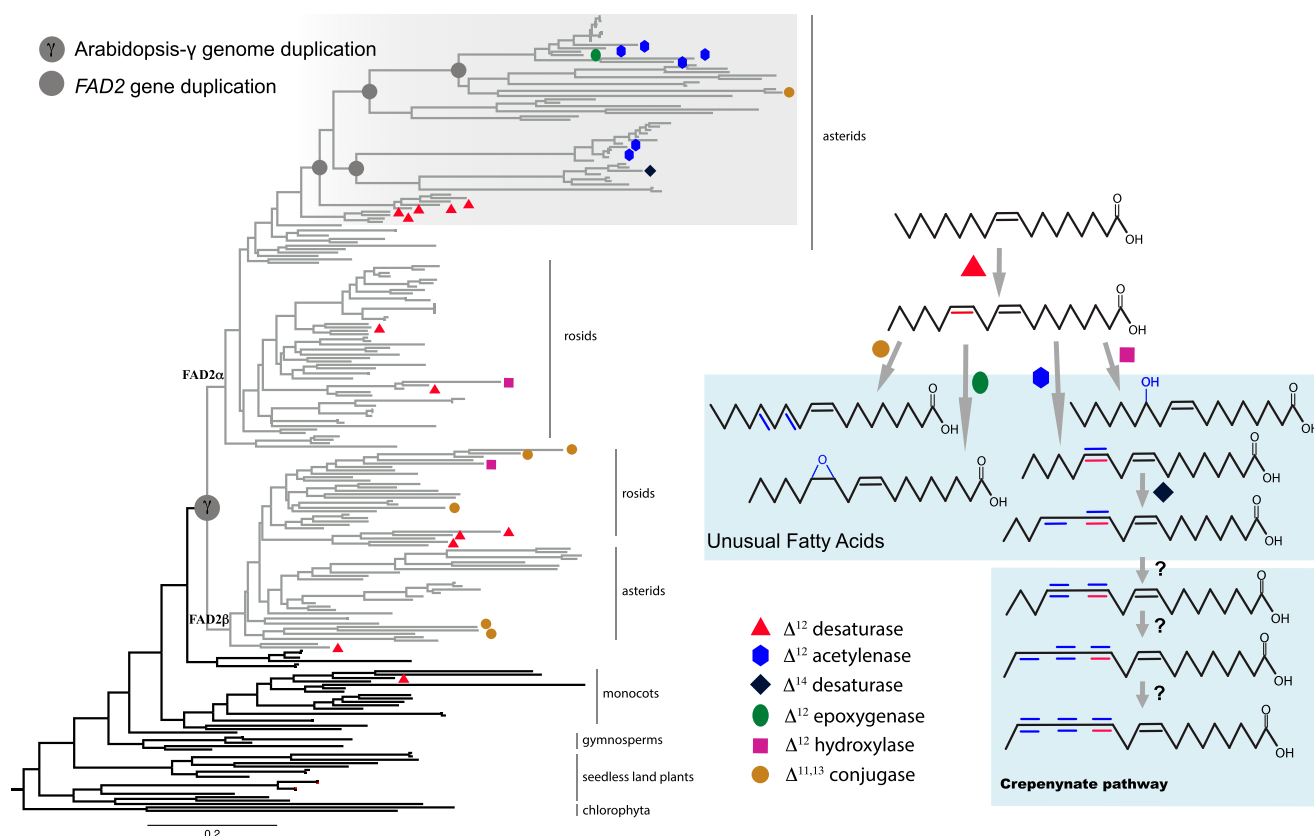 γ Arabidopsis-γ genome duplication
FAD2 gene duplication
asterids
rosids
FAD2α
rosids
γ
asterids
FAD2β
monocots
gymnosperms
seedless land plants
chlorophyta
0.2
O
OH
O
OH
O
OH
OH
O
OH
O
O
OH
O
OH
O
OH
Unusual Fatty Acids
?
O
OH
?
O
OH
?
O
OH
Crepenynate pathway
Δ12 desaturase
Δ12 acetylenase
Δ14 desaturase
Δ12 epoxygenase
Δ12 hydroxylase
Δ11,13 conjugase